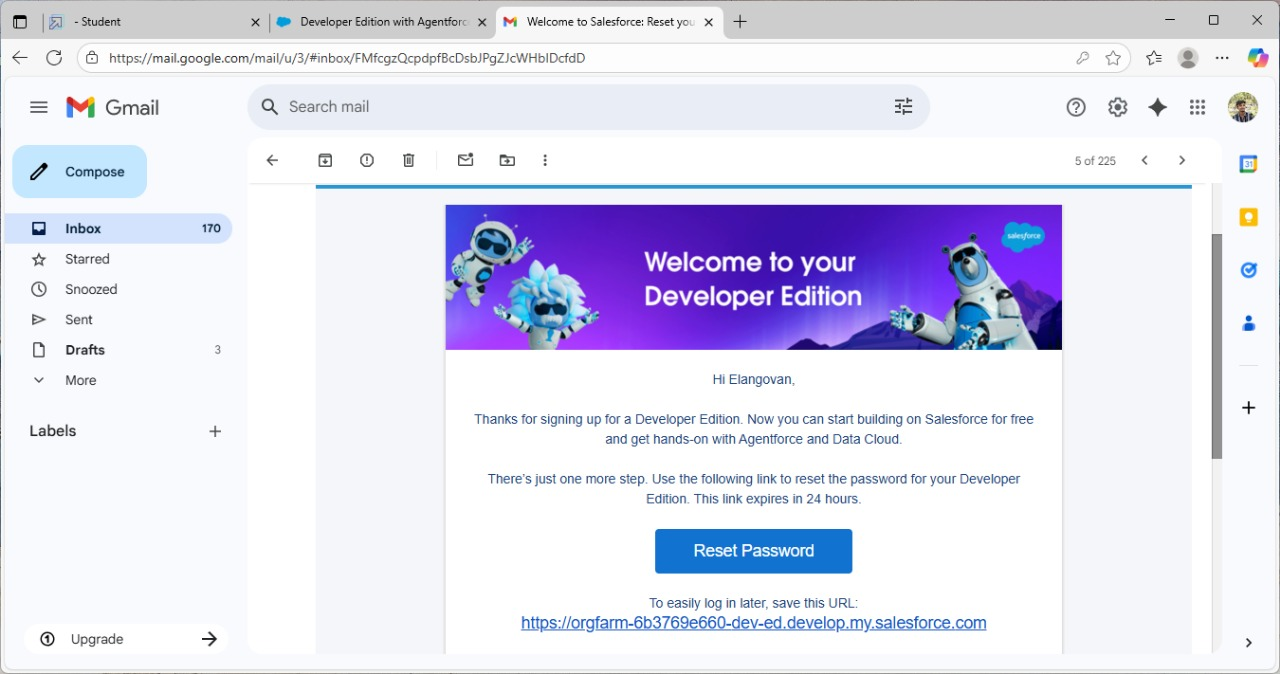 - Student
Developer Edition with Agentforc
Welcome to Salesforce: Reset you
https://mail.google.com/mail/u/3/#inbox/FMfcgzQcpdpfBcDsbJPgZJcWHblDcfdD
Gmail
Search mail
Compose
5 of 225
31
Inbox 170
Starred
Snoozed
Sent
Drafts 3
More
Labels
salesforce
Welcome to your
Developer Edition
Hi Elangovan,
Thanks for signing up for a Developer Edition. Now you can start building on Salesforce for free
and get hands-on with Agentforce and Data Cloud.
There's just one more step. Use the following link to reset the password for your Developer
Edition. This link expires in 24 hours.
Reset Password
To easily log in later, save this URL:
https://orgfarm-6b3769e660-dev-ed.develop.my.salesforce.com
Upgrade